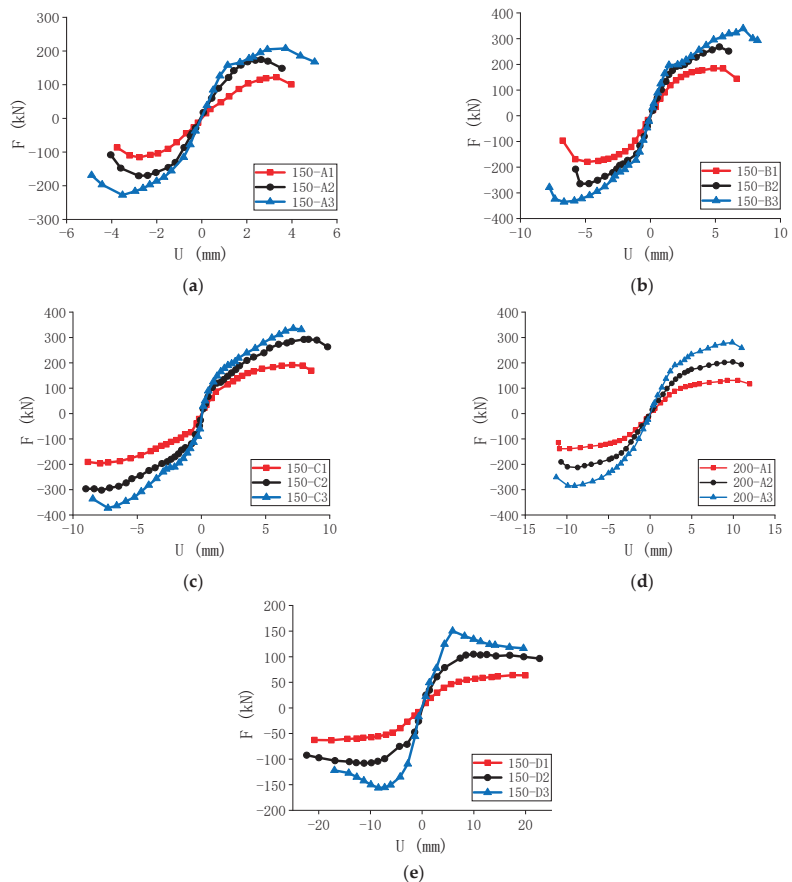 300
200
100
0
-100
-200
-300
F (kN)
-6 -4 -2 0 2 4 6
U (mm)
150-A1
150-A2
150-A3
(a)
400
300
200
100
0
-100
-200
-300
-400
F (kN)
-10 -5 0 5 10
U (mm)
150-B1
150-B2
150-B3
(b)
400
300
200
100
0
-100
-200
-300
-400
F (kN)
-10 -5 0 5 10
U (mm)
150-C1
150-C2
150-C3
(c)
400
300
200
100
0
-100
-200
-300
-400
F (kN)
-15 -10 -5 0 5 10 15
U (mm)
200-A1
200-A2
200-A3
(d)
200
150
100
50
0
-50
-100
-150
-200
F (kN)
-20 -10 0 10 20
U (mm)
150-D1
150-D2
150-D3
(e)